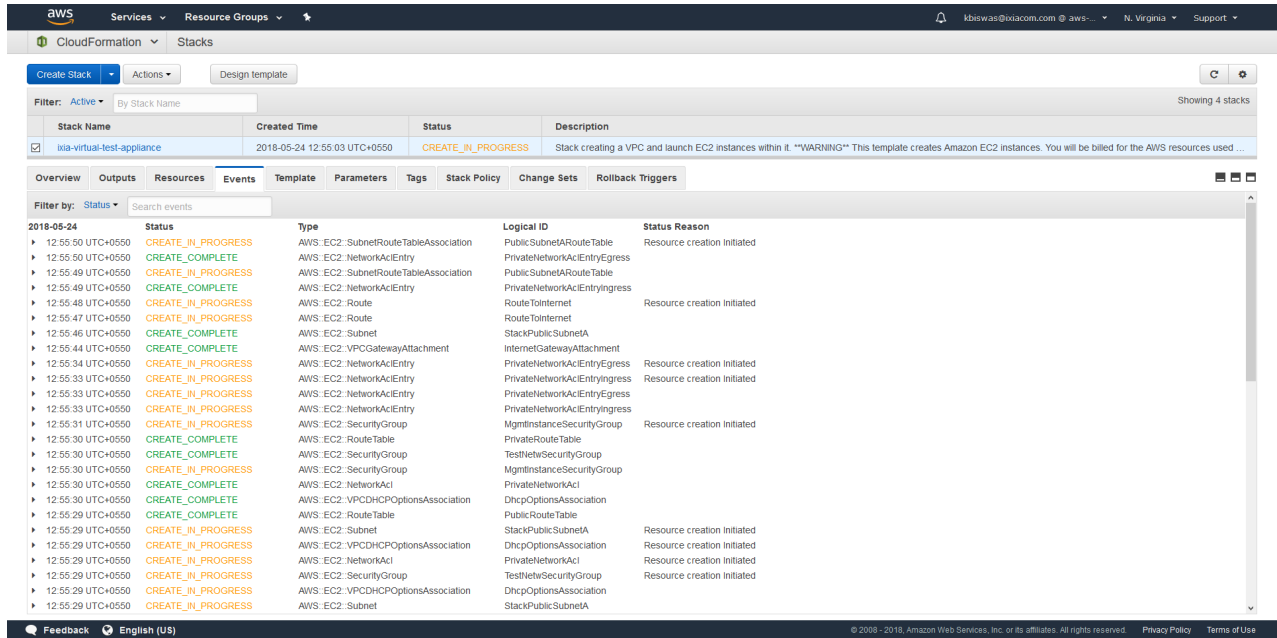 aws Services Resource Groups kbiswas@ixiacom.com @ aws-... N. Virginia Support
CloudFormation Stacks
Create Stack Actions Design template
Filter: Active By Stack Name Showing 4 stacks
Stack Name Created Time Status Description
ixia-virtual-test-appliance 2018-05-24 12:55:03 UTC+0550 CREATE_IN_PROGRESS Stack creating a VPC and launch EC2 instances within it. **WARNING** This template creates Amazon EC2 instances. You will be billed for the AWS resources used ...
Overview Outputs Resources Events Template Parameters Tags Stack Policy Change Sets Rollback Triggers
Filter by: Status Search events
2018-05-24 Status Type Logical ID Status Reason
12:55:50 UTC+0550 CREATE_IN_PROGRESS AWS::EC2::SubnetRouteTableAssociation PublicSubnetARouteTable Resource creation Initiated
12:55:50 UTC+0550 CREATE_COMPLETE AWS::EC2::NetworkAclEntry PrivateNetworkAclEntryEgress
12:55:49 UTC+0550 CREATE_IN_PROGRESS AWS::EC2::SubnetRouteTableAssociation PublicSubnetARouteTable
12:55:49 UTC+0550 CREATE_COMPLETE AWS::EC2::NetworkAclEntry PrivateNetworkAclEntryIngress
12:55:48 UTC+0550 CREATE_IN_PROGRESS AWS::EC2::Route RouteToInternet Resource creation Initiated
12:55:47 UTC+0550 CREATE_IN_PROGRESS AWS::EC2::Route RouteToInternet
12:55:46 UTC+0550 CREATE_COMPLETE AWS::EC2::Subnet StackPublicSubnetA
12:55:44 UTC+0550 CREATE_COMPLETE AWS::EC2::VPCGatewayAttachment InternetGatewayAttachment
12:55:34 UTC+0550 CREATE_IN_PROGRESS AWS::EC2::NetworkAclEntry PrivateNetworkAclEntryEgress Resource creation Initiated
12:55:33 UTC+0550 CREATE_IN_PROGRESS AWS::EC2::NetworkAclEntry PrivateNetworkAclEntryIngress Resource creation Initiated
12:55:33 UTC+0550 CREATE_IN_PROGRESS AWS::EC2::NetworkAclEntry PrivateNetworkAclEntryEgress
12:55:33 UTC+0550 CREATE_IN_PROGRESS AWS::EC2::NetworkAclEntry PrivateNetworkAclEntryIngress
12:55:31 UTC+0550 CREATE_IN_PROGRESS AWS::EC2::SecurityGroup MgmtInstanceSecurityGroup Resource creation Initiated
12:55:30 UTC+0550 CREATE_COMPLETE AWS::EC2::RouteTable PrivateRouteTable
12:55:30 UTC+0550 CREATE_COMPLETE AWS::EC2::SecurityGroup TestNetwSecurityGroup
12:55:30 UTC+0550 CREATE_IN_PROGRESS AWS::EC2::SecurityGroup MgmtInstanceSecurityGroup
12:55:30 UTC+0550 CREATE_COMPLETE AWS::EC2::NetworkAcl PrivateNetworkAcl
12:55:30 UTC+0550 CREATE_COMPLETE AWS::EC2::VPCDHCPOptionsAssociation DhcpOptionsAssociation
12:55:29 UTC+0550 CREATE_COMPLETE AWS::EC2::RouteTable PublicRouteTable
12:55:29 UTC+0550 CREATE_IN_PROGRESS AWS::EC2::Subnet StackPublicSubnetA Resource creation Initiated
12:55:29 UTC+0550 CREATE_IN_PROGRESS AWS::EC2::VPCDHCPOptionsAssociation DhcpOptionsAssociation Resource creation Initiated
12:55:29 UTC+0550 CREATE_IN_PROGRESS AWS::EC2::NetworkAcl PrivateNetworkAcl Resource creation Initiated
12:55:29 UTC+0550 CREATE_IN_PROGRESS AWS::EC2::SecurityGroup TestNetwSecurityGroup Resource creation Initiated
12:55:29 UTC+0550 CREATE_IN_PROGRESS AWS::EC2::VPCDHCPOptionsAssociation DhcpOptionsAssociation
12:55:29 UTC+0550 CREATE_IN_PROGRESS AWS::EC2::Subnet StackPublicSubnetA
Feedback English (US) © 2008 - 2018, Amazon Web Services, Inc. or its affiliates. All rights reserved. Privacy Policy Terms of Use